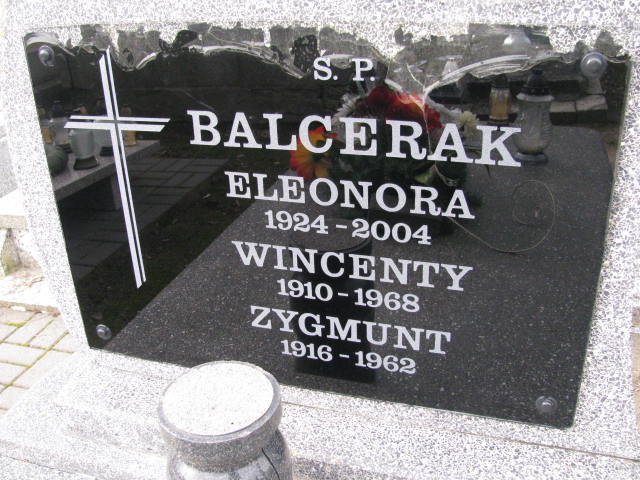 Ś. P.
BALCERAK
ELEONORA
1924-2004
WINCENTY
1910-1968
ZYGMUNT
1916-1962